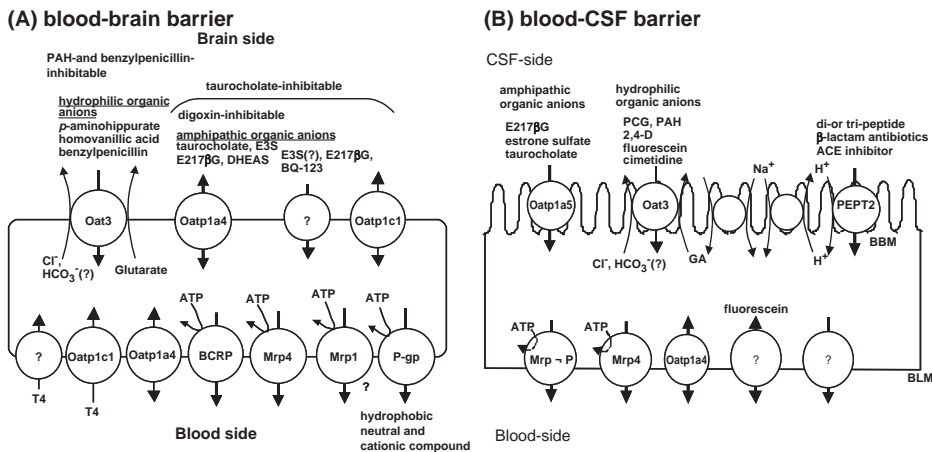 (A) blood-brain barrier
Brain side
PAH-and benzylpenicillin-
inhibitable
taurocholate-inhibitable
hydrophilic organic
anions
p-aminohippurate
homovanillic acid
benzylpenicillin
digoxin-inhibitable
amphipathic organic anions
taurocholate, E3S
E217βG, DHEAS
E3S(?), E217βG,
BQ-123
Oat3
Oatp1a4
?
Oatp1c1
Cl-,
HCO3-(?)
Glutarate
ATP
ATP
ATP
ATP
?
Oatp1c1
Oatp1a4
BCRP
Mrp4
Mrp1
P-gp
?
T4
T4
Blood side
hydrophobic
neutral and
cationic compound
(B) blood-CSF barrier
CSF-side
amphipathic
organic anions
E217βG
estrone sulfate
taurocholate
hydrophilic
organic anions
PCG, PAH
2,4-D
fluorescein
cimetidine
di-or tri-peptide
β-lactam antibiotics
ACE inhibitor
Na+
H+
Oatp1a5
Oat3
PEPT2
BBM
Cl-, HCO3-(?)
GA
H+
fluorescein
ATP
ATP
Mrp ¬ P
Mrp4
Oatp1a4
?
?
BLM
Blood-side